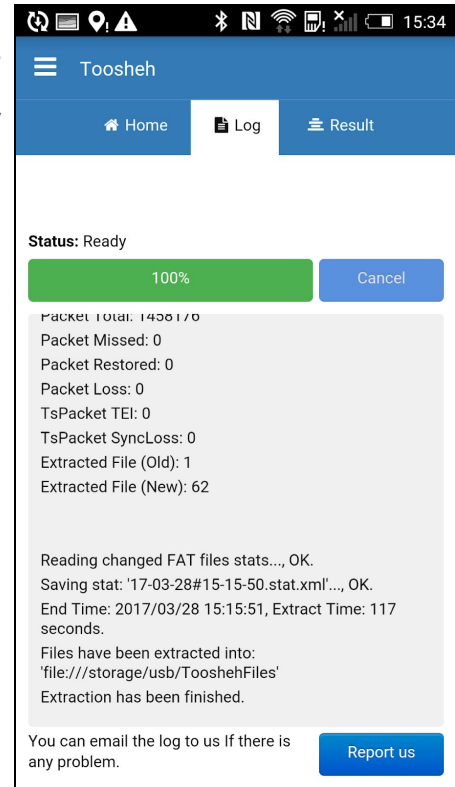 15:34
Toosheh
Home Log Result
Status: Ready
100% Cancel
Packet Total: 1458176
Packet Missed: 0
Packet Restored: 0
Packet Loss: 0
TsPacket TEI: 0
TsPacket SyncLoss: 0
Extracted File (Old): 1
Extracted File (New): 62
Reading changed FAT files stats..., OK.
Saving stat: '17-03-28#15-15-50.stat.xml'..., OK.
End Time: 2017/03/28 15:15:51, Extract Time: 117
seconds.
Files have been extracted into:
'file:///storage/usb/TooshehFiles'
Extraction has been finished.
You can email the log to us If there is
any problem.
Report us